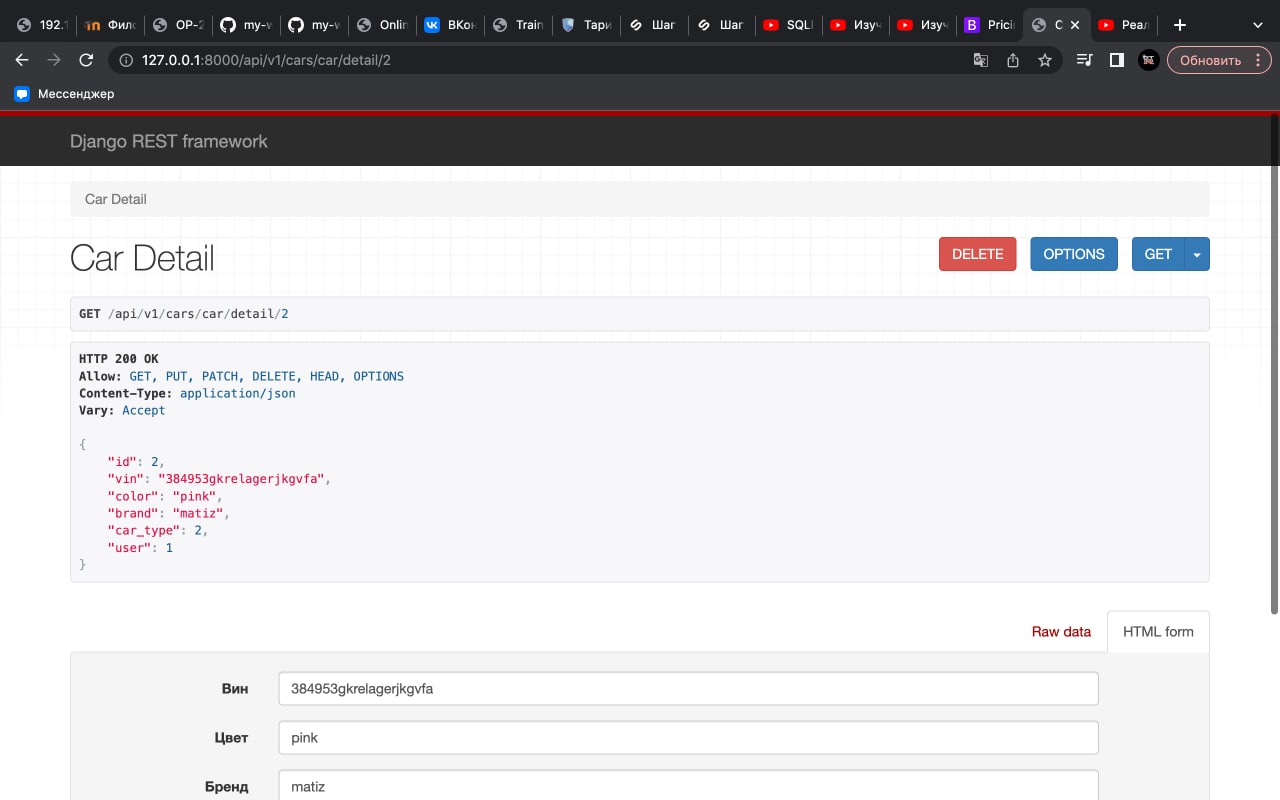 192.1 Фило OP-2 my-w my-w Onlin ВКон Train Тари Шаг Шаг SQLI Изуч Изуч Prici C Реал
127.0.0.1:8000/api/v1/cars/car/detail/2 Обновить
Мессенджер
Django REST framework
Car Detail
Car Detail DELETE OPTIONS GET
GET /api/v1/cars/car/detail/2
HTTP 200 OK
Allow: GET, PUT, PATCH, DELETE, HEAD, OPTIONS
Content-Type: application/json
Vary: Accept
{
"id": 2,
"vin": "384953gkrelagerjkgvfa",
"color": "pink",
"brand": "matiz",
"car_type": 2,
"user": 1
}
Raw data HTML form
Вин 384953gkrelagerjkgvfa
Цвет pink
Бренд matiz